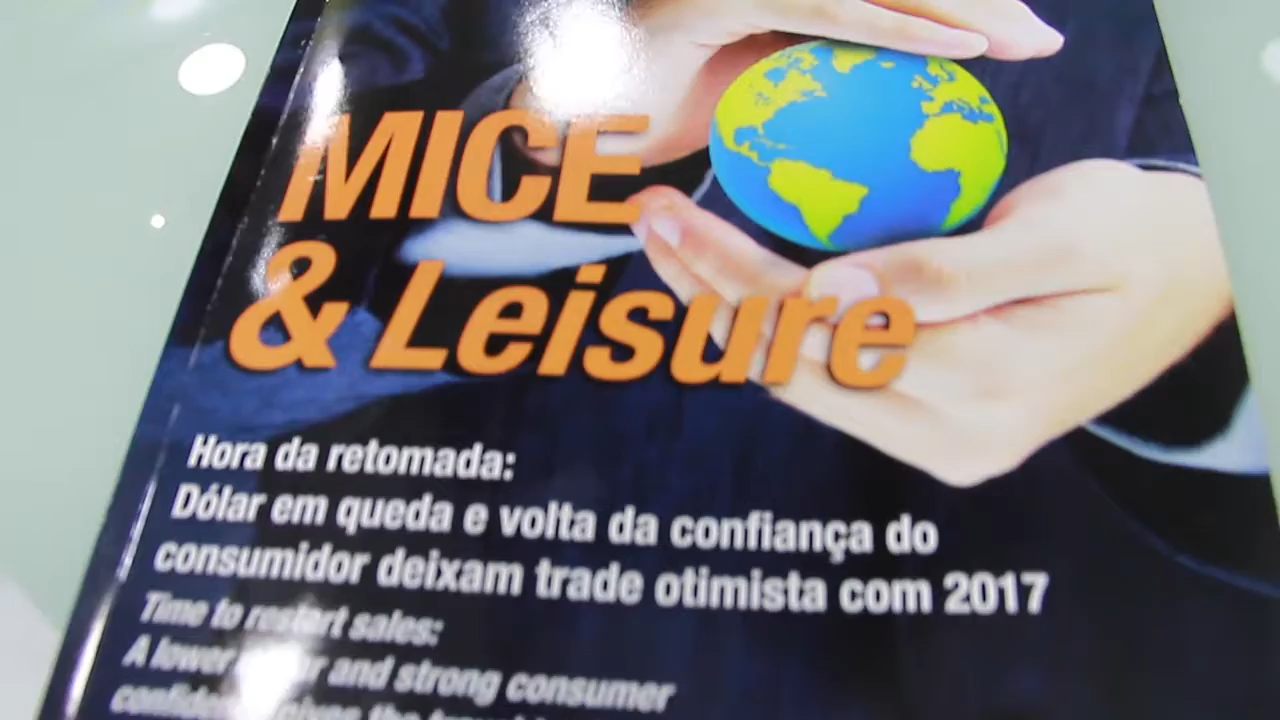 MICE
& Leisure
Hora da retomada:
Dólar em queda e volta da confiança do
consumidor deixam trade otimista com 2017
Time to restart sales:
A lower and strong consumer